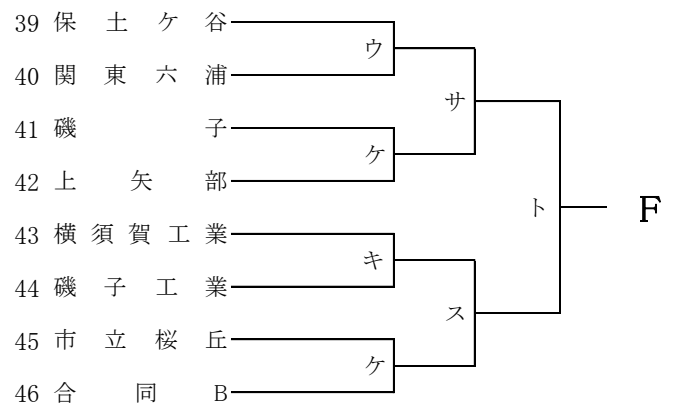 39 保土ケ谷
ウ
40 関東六浦
サ
41 磯子
ケ
42 上矢部
ト
F
43 横須賀工業
キ
44 磯子工業
ス
45 市立桜丘
ケ
46 合同B